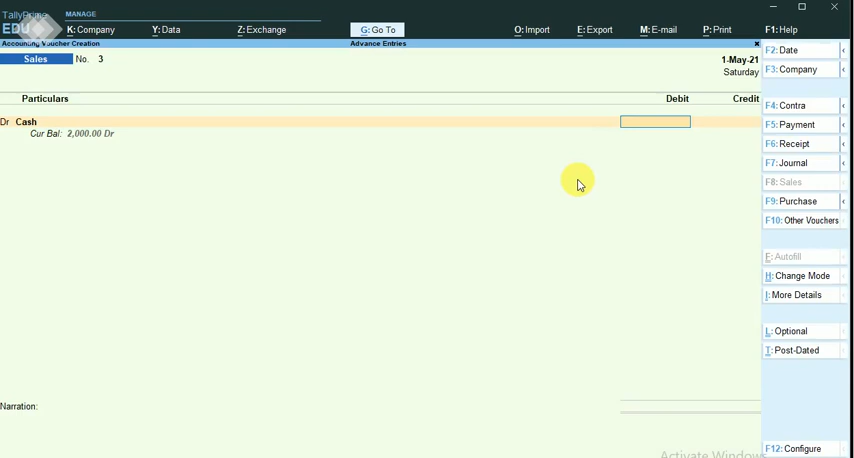 TallyPrime
MANAGE
EDU
K: Company
Y: Data
Z: Exchange
G: Go To
O: Import
E: Export
M: E-mail
P: Print
F1: Help
Accounting Voucher Creation
Advance Entries
Sales
No. 3
1-May-21
Saturday
Particulars
Debit
Credit
Dr Cash
Cur Bal: 2,000.00 Dr
Narration:
F2: Date
F3: Company
F4: Contra
F5: Payment
F6: Receipt
F7: Journal
F8: Sales
F9: Purchase
F10: Other Vouchers
E: Autofill
H: Change Mode
I: More Details
L: Optional
T: Post-Dated
Activate Windows
F12: Configure